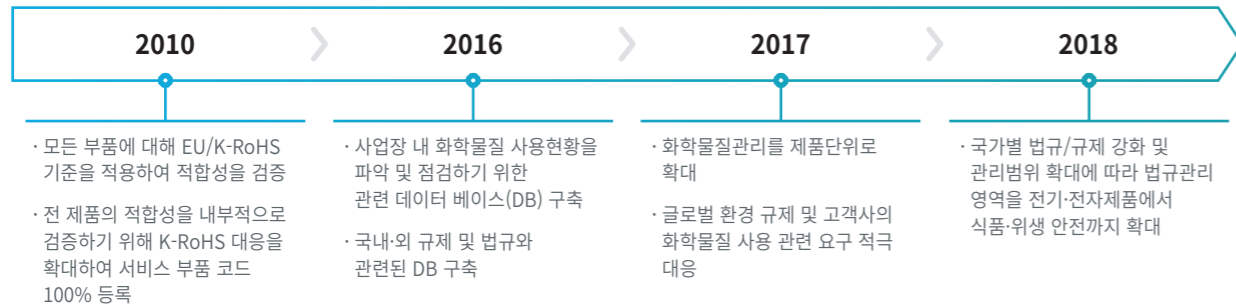 2010
2016
2017
2018
· 모든 부품에 대해 EU/K-RoHS
기준을 적용하여 적합성을 검증
· 전 제품의 적합성을 내부적으로
검증하기 위해 K-RoHS 대응을
확대하여 서비스 부품 코드
100% 등록
· 사업장 내 화학물질 사용현황을
파악 및 점검하기 위한
관련 데이터 베이스(DB) 구축
· 국내·외 규제 및 법규와
관련된 DB 구축
· 화학물질관리를 제품단위로
확대
· 글로벌 환경 규제 및 고객사의
화학물질 사용 관련 요구 적극
대응
· 국가별 법규/규제 강화 및
관리범위 확대에 따라 법규관리
영역을 전기·전자제품에서
식품·위생 안전까지 확대